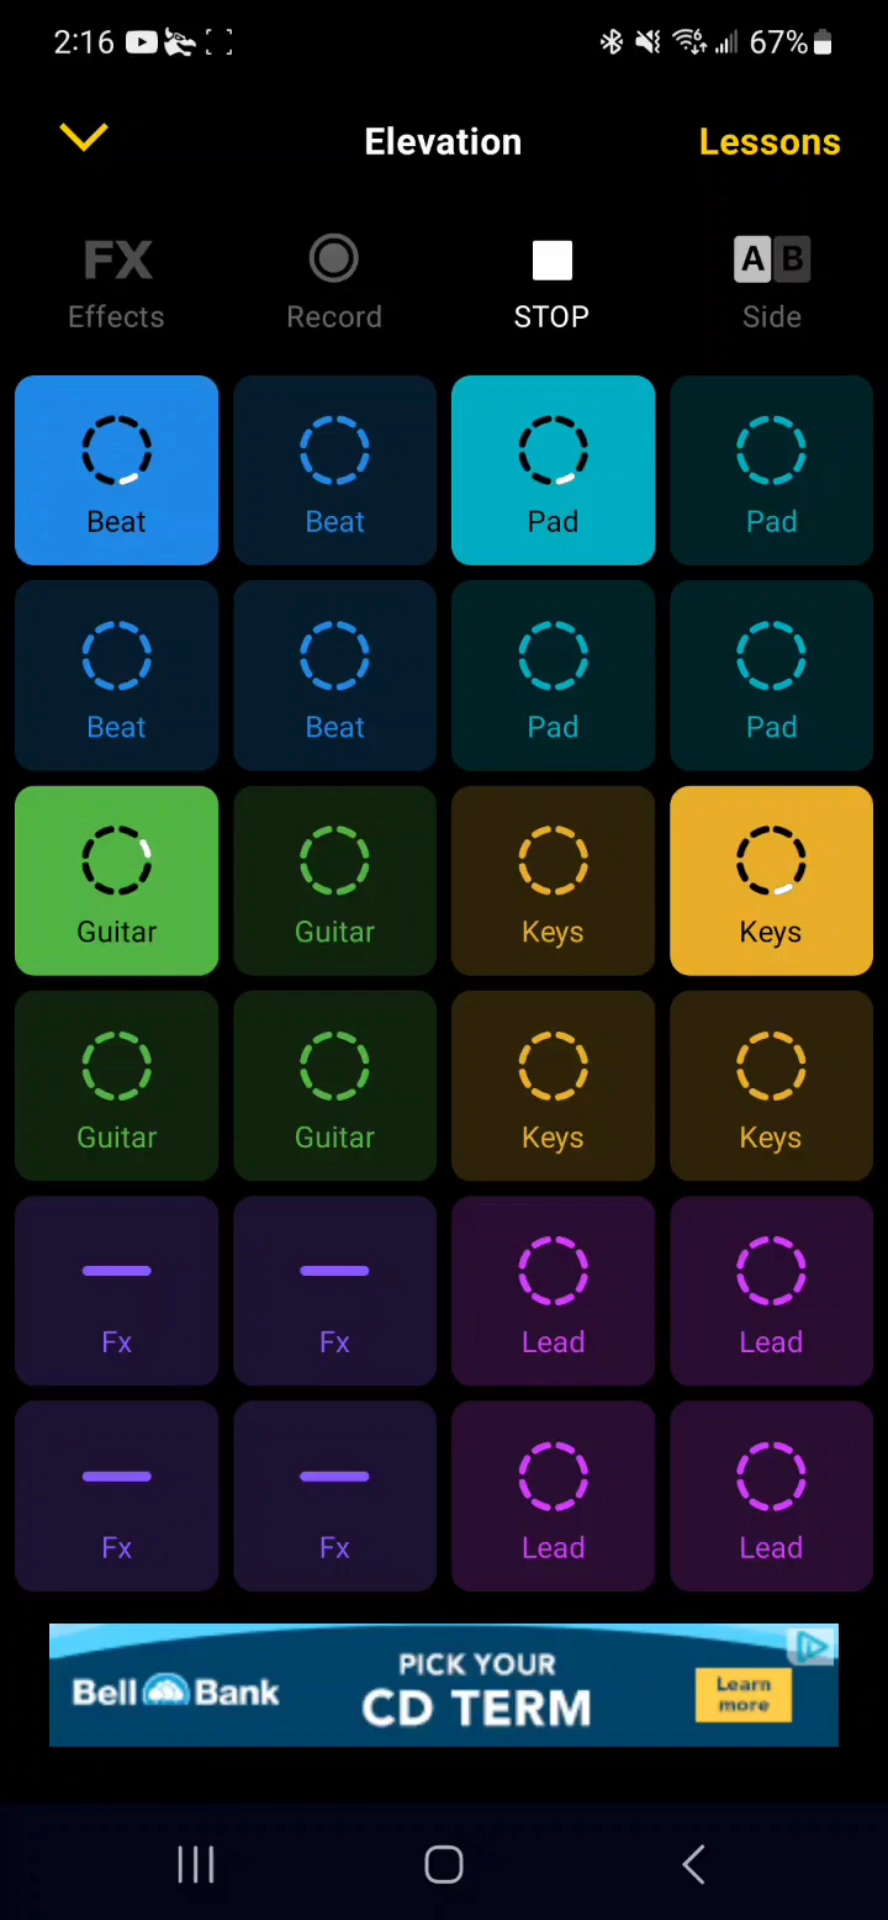 2:16 67%
Elevation Lessons
FX A B
Effects Record STOP Side
Beat Beat Pad Pad
Beat Beat Pad Pad
Guitar Guitar Keys Keys
Guitar Guitar Keys Keys
Fx Fx Lead Lead
Fx Fx Lead Lead
PICK YOUR
Bell Bank CD TERM
Learn
more